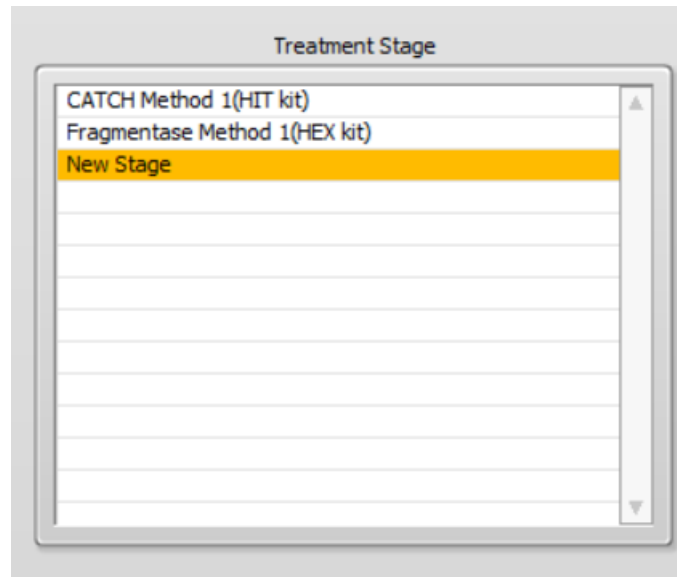 Treatment Stage
CATCH Method 1(HIT kit)
Fragmentase Method 1(HEX kit)
New Stage